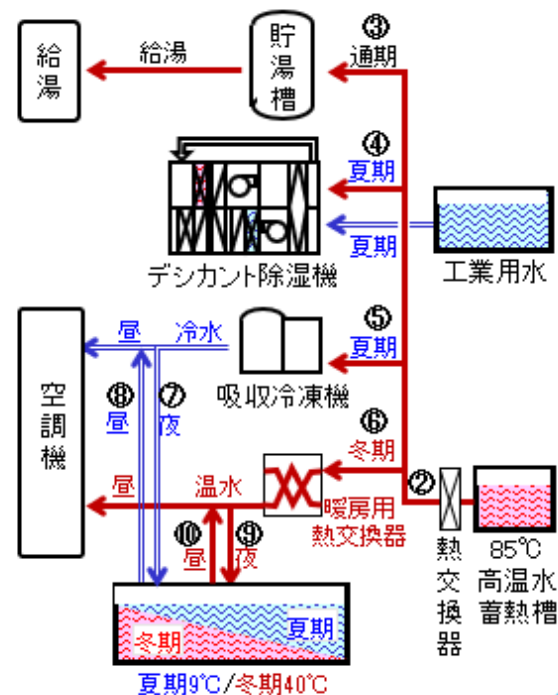 給湯
給湯
貯湯槽
③
通期
④
夏期
夏期
デシカント除湿機
工業用水
昼
冷水
⑤
夏期
吸収冷凍機
空調機
⑧
昼
⑦
夜
⑥
冬期
昼
温水
暖房用
熱交換器
②
⑩
昼
⑨
夜
熱交換器
85℃
高温水
蓄熱槽
冬期
夏期
夏期9℃/冬期40℃